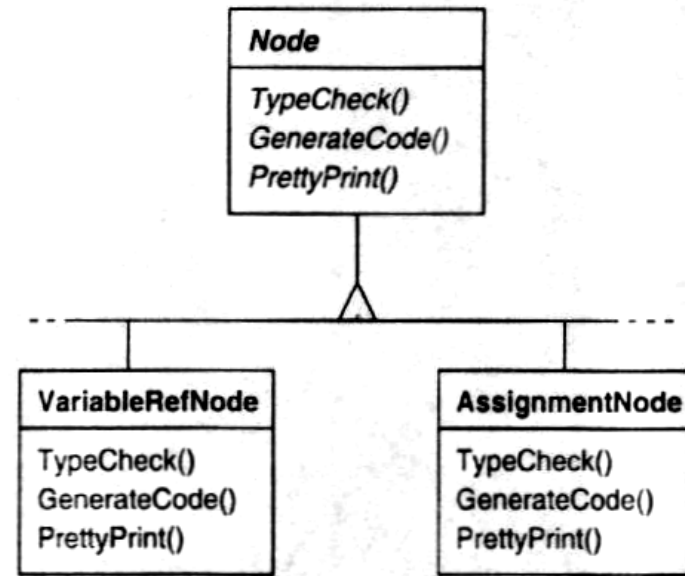 Node
TypeCheck()
GenerateCode()
PrettyPrint()
VariableRefNode
TypeCheck()
GenerateCode()
PrettyPrint()
AssignmentNode
TypeCheck()
GenerateCode()
PrettyPrint()